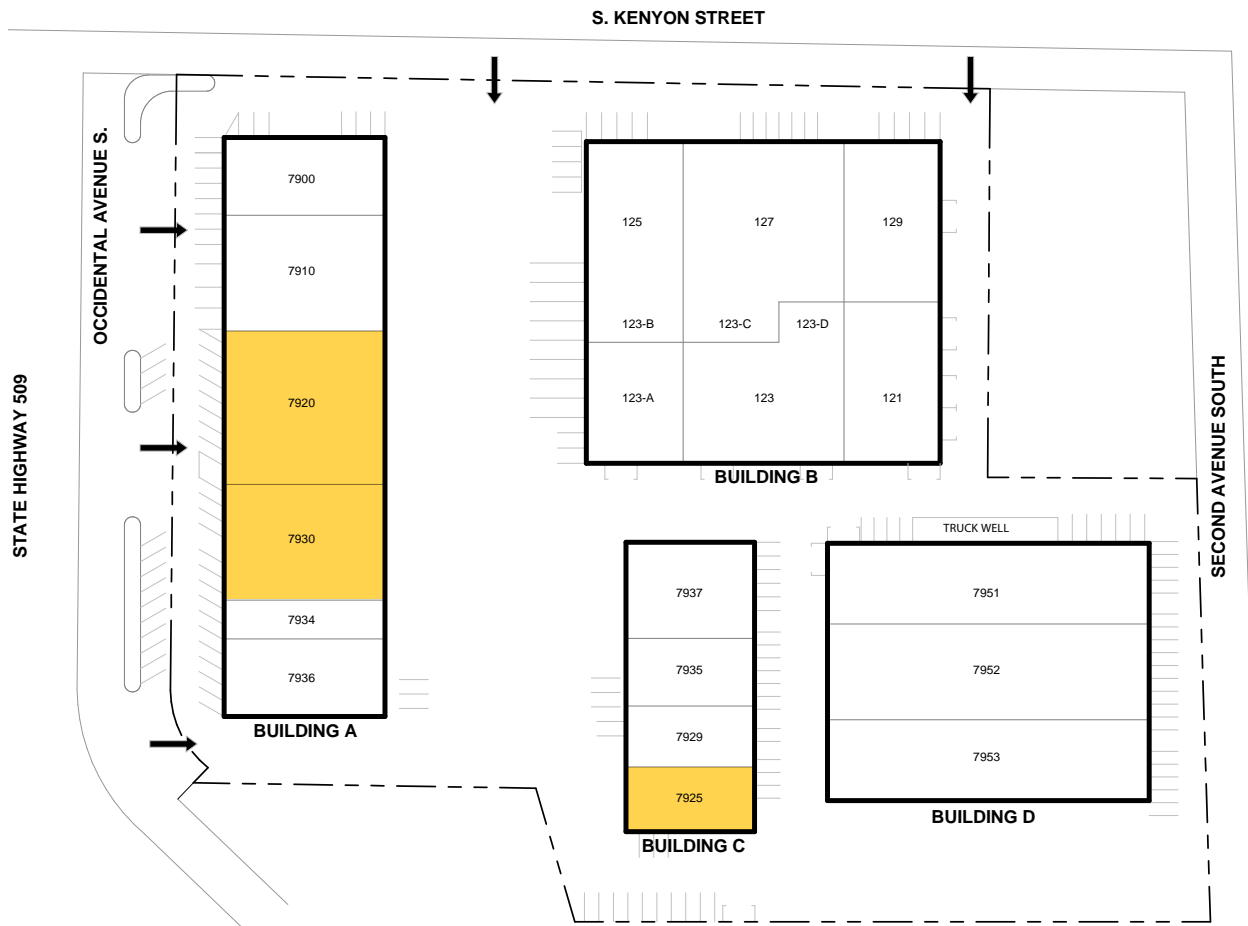 S. KENYON STREET
OCCIDENTAL AVENUE S.
STATE HIGHWAY 509
7900
7910
7920
7930
7934
7936
BUILDING A
125
127
129
123-B
123-C
123-D
123-A
123
121
BUILDING B
SECOND AVENUE SOUTH
7937
7935
7929
7925
BUILDING C
TRUCK WELL
7951
7952
7953
BUILDING D